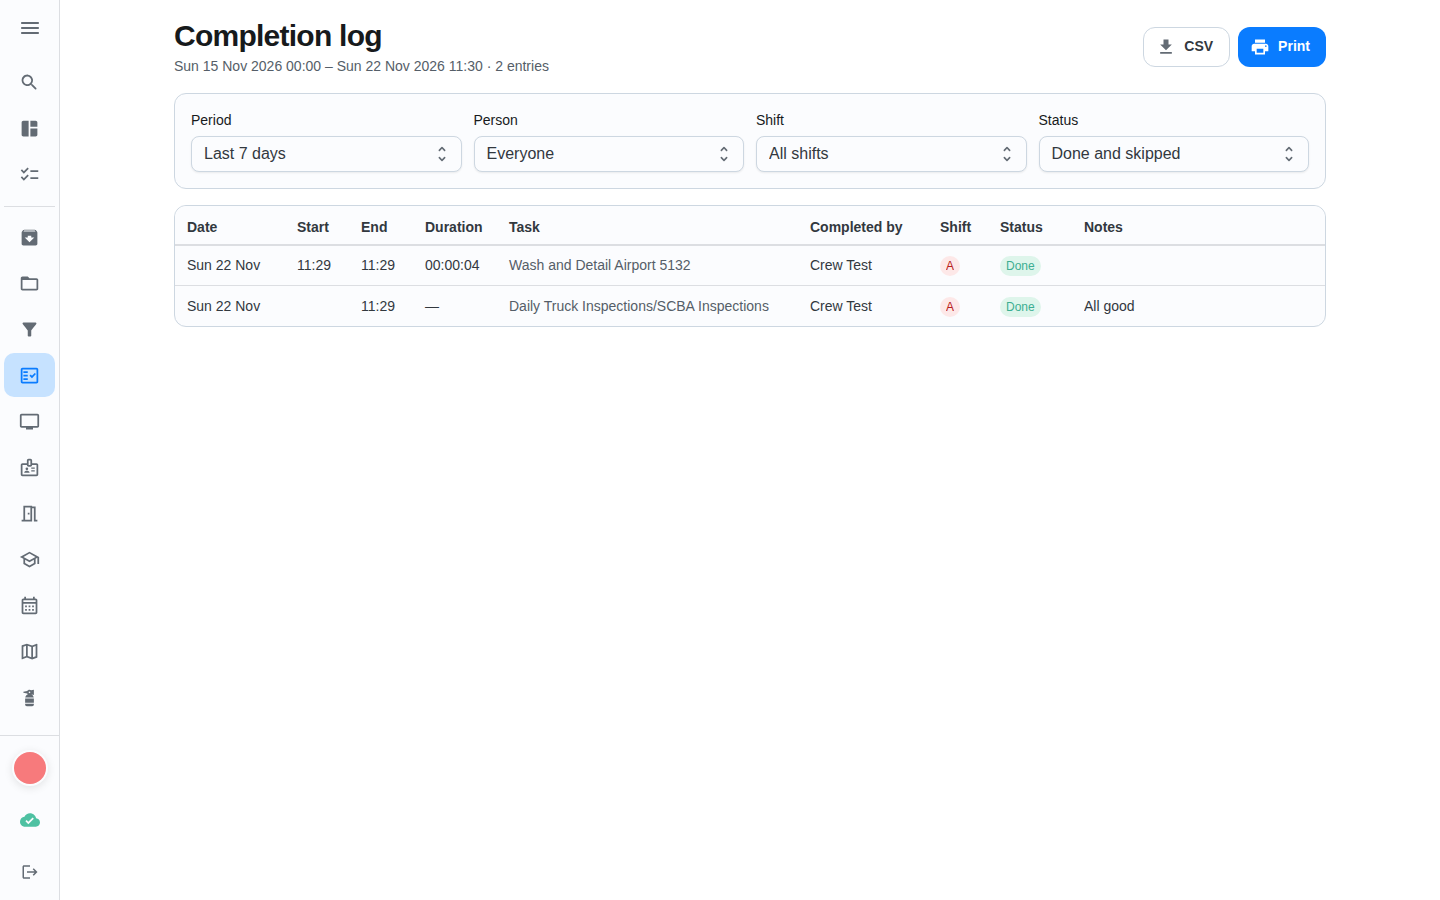 Completion log
Sun 15 Nov 2026 00:00 – Sun 22 Nov 2026 11:30 · 2 entries
CSV
Print
Period
Person
Shift
Status
Last 7 days
Everyone
All shifts
Done and skipped
Date Start End Duration Task Completed by Shift Status Notes
Sun 22 Nov 11:29 11:29 00:00:04 Wash and Detail Airport 5132 Crew Test A Done
Sun 22 Nov 11:29 — Daily Truck Inspections/SCBA Inspections Crew Test A Done All good